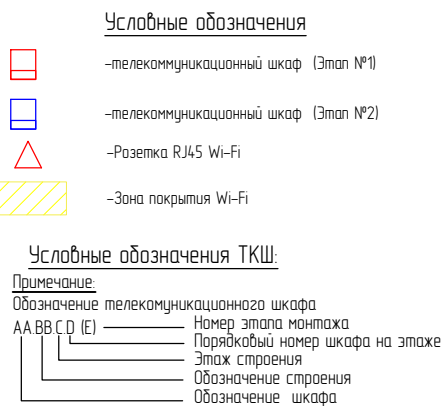 Условные обозначения
-телекоммуникационный шкаф (Этап №1)
-телекоммуникационный шкаф (Этап №2)
-Розетка RJ45 Wi-Fi
-Зона покрытия Wi-Fi
Условные обозначения ТКШ:
Примечание:
Обозначение телекомуникационного шкафа
АА.ВВ.С.D (E) Номер этапа монтажа
Порядковый номер шкафа на этаже
Этаж строения
Обозначение строения
Обозначение шкафа